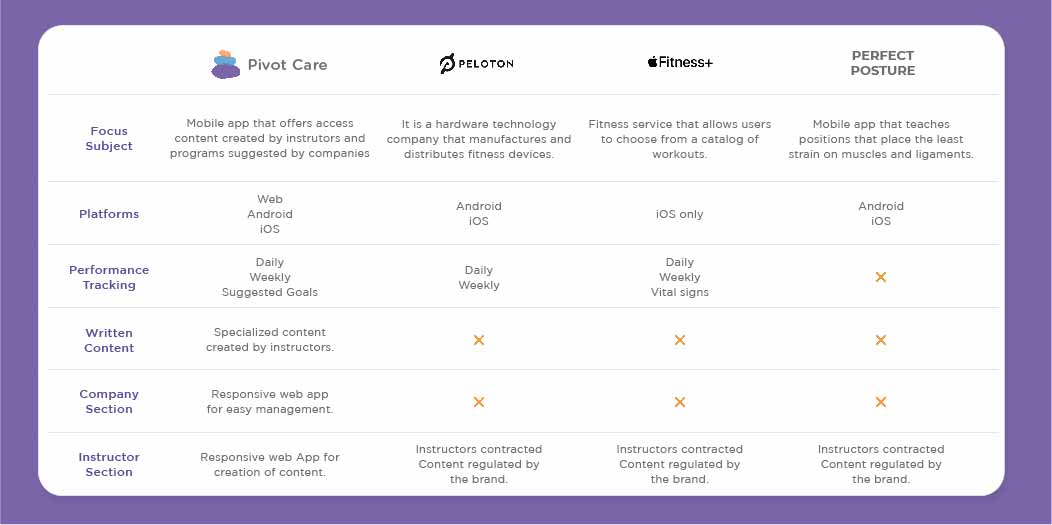 Pivot Care
PELOTON
Fitness+
PERFECT
POSTURE
Focus
Subject
Mobile app that offers access
content created by instrutors and
programs suggested by companies
It is a hardware technology
company that manufactures and
distributes fitness devices.
Fitness service that allows users
to choose from a catalog of
workouts.
Mobile app that teaches
positions that place the least
strain on muscles and ligaments.
Platforms
Web
Android
iOS
Android
iOS
iOS only
Android
iOS
Performance
Tracking
Daily
Weekly
Suggested Goals
Daily
Weekly
Daily
Weekly
Vital signs
Written
Content
Specialized content
created by instructors.
Company
Section
Responsive web app
for easy management.
Instructor
Section
Responsive web App for
creation of content.
Instructors contracted
Content regulated by
the brand.
Instructors contracted
Content regulated by
the brand.
Instructors contracted
Content regulated by
the brand.